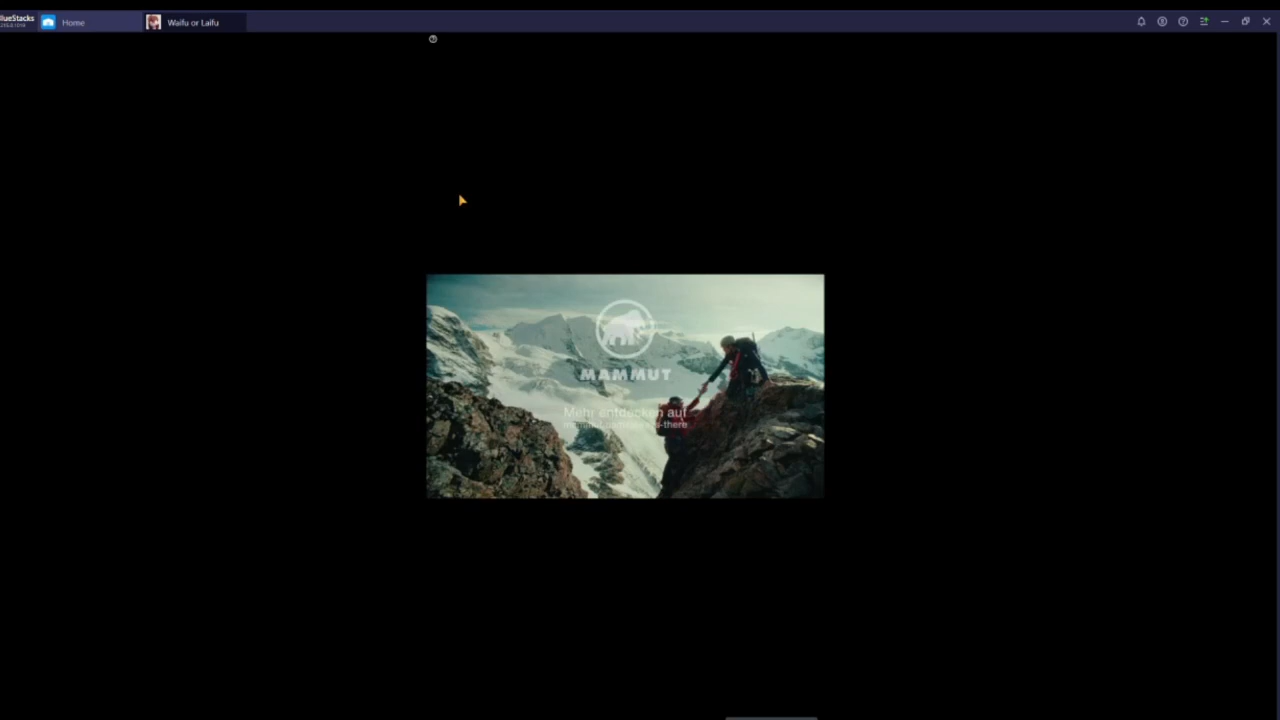 BlueStacks
Home
Waifu or Laifu
MAMMUT
Mehr entdecken auf